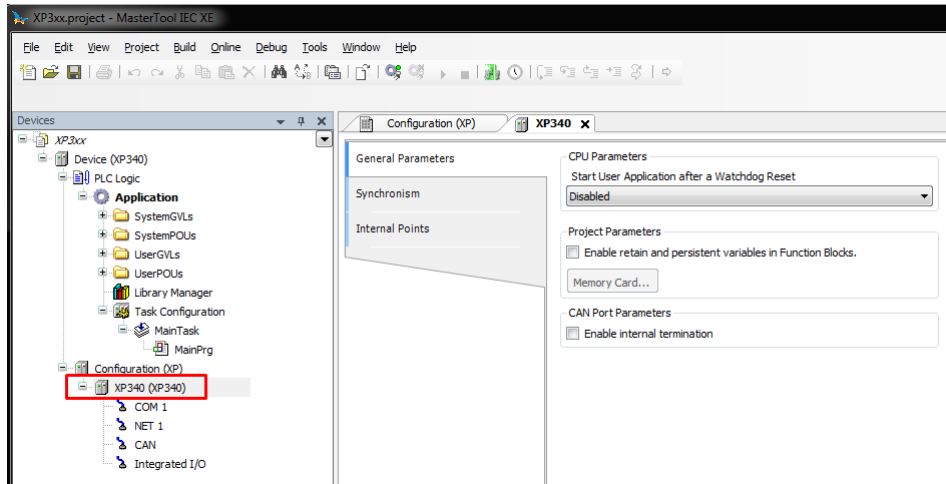 XP3xx.project - MasterTool IEC XE
File Edit View Project Build Online Debug Tools Window Help
Devices
XP3xx
Device (XP340)
PLC Logic
Application
SystemGVLs
SystemPOUs
UserGVLs
UserPOUs
Library Manager
Task Configuration
MainTask
MainPrg
Configuration (XP)
XP340 (XP340)
COM 1
NET 1
CAN
Integrated I/O
Configuration (XP) XP340
General Parameters
Synchronism
Internal Points
CPU Parameters
Start User Application after a Watchdog Reset
Disabled
Project Parameters
Enable retain and persistent variables in Function Blocks.
Memory Card...
CAN Port Parameters
Enable internal termination